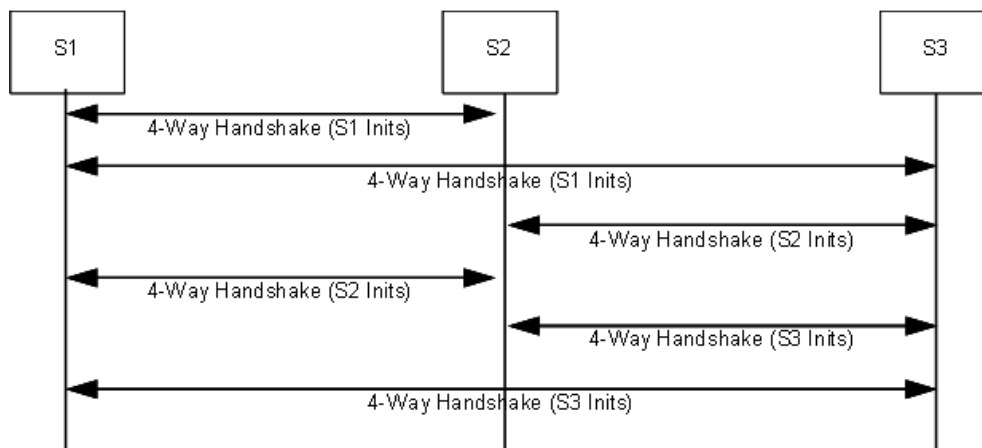 S1
S2
S3
4-Way Handshake (S1 Inits)
4-Way Handshake (S1 Inits)
4-Way Handshake (S2 Inits)
4-Way Handshake (S2 Inits)
4-Way Handshake (S3 Inits)
4-Way Handshake (S3 Inits)